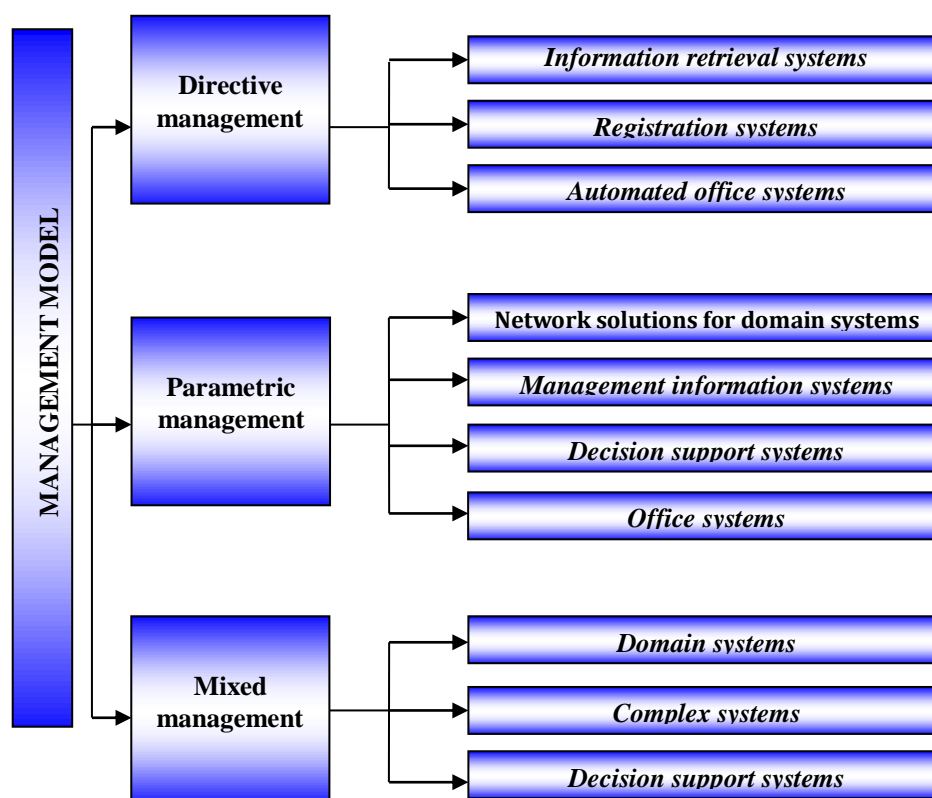 MANAGEMENT MODEL
Directive
management
Information retrieval systems
Registration systems
Automated office systems
Parametric
management
Network solutions for domain systems
Management information systems
Decision support systems
Office systems
Mixed
management
Domain systems
Complex systems
Decision support systems